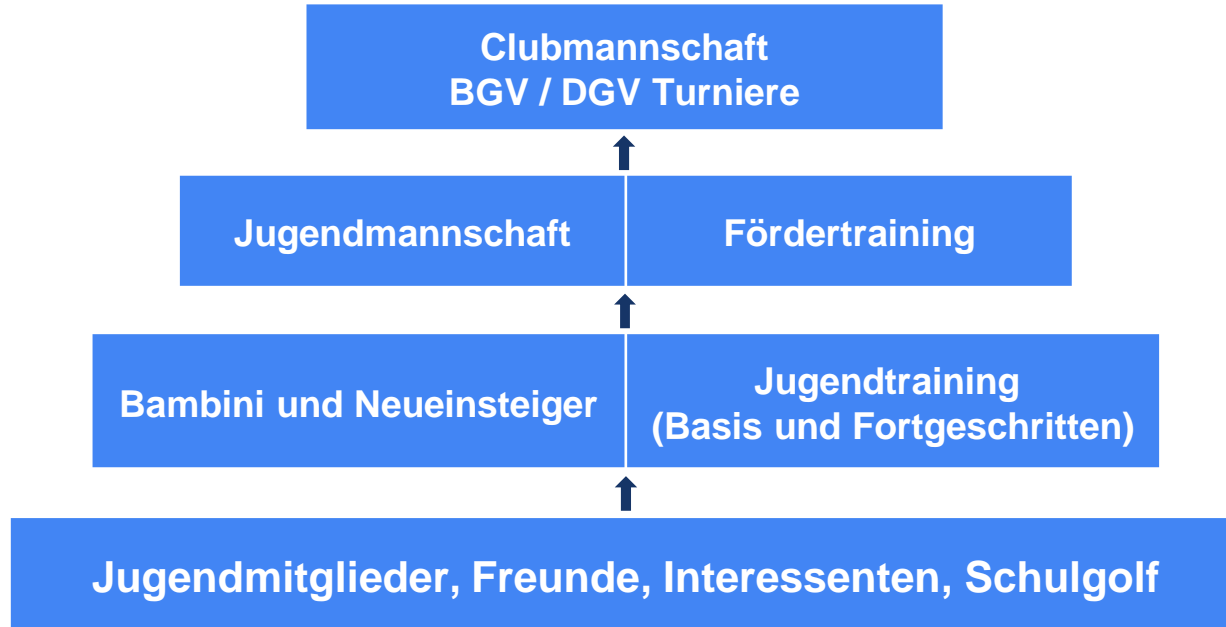 Clubmannschaft
BGV / DGV Turniere
Jugendmannschaft
Fördertraining
Bambini und Neueinsteiger
Jugendtraining
(Basis und Fortgeschritten)
Jugendmitglieder, Freunde, Interessenten, Schulgolf